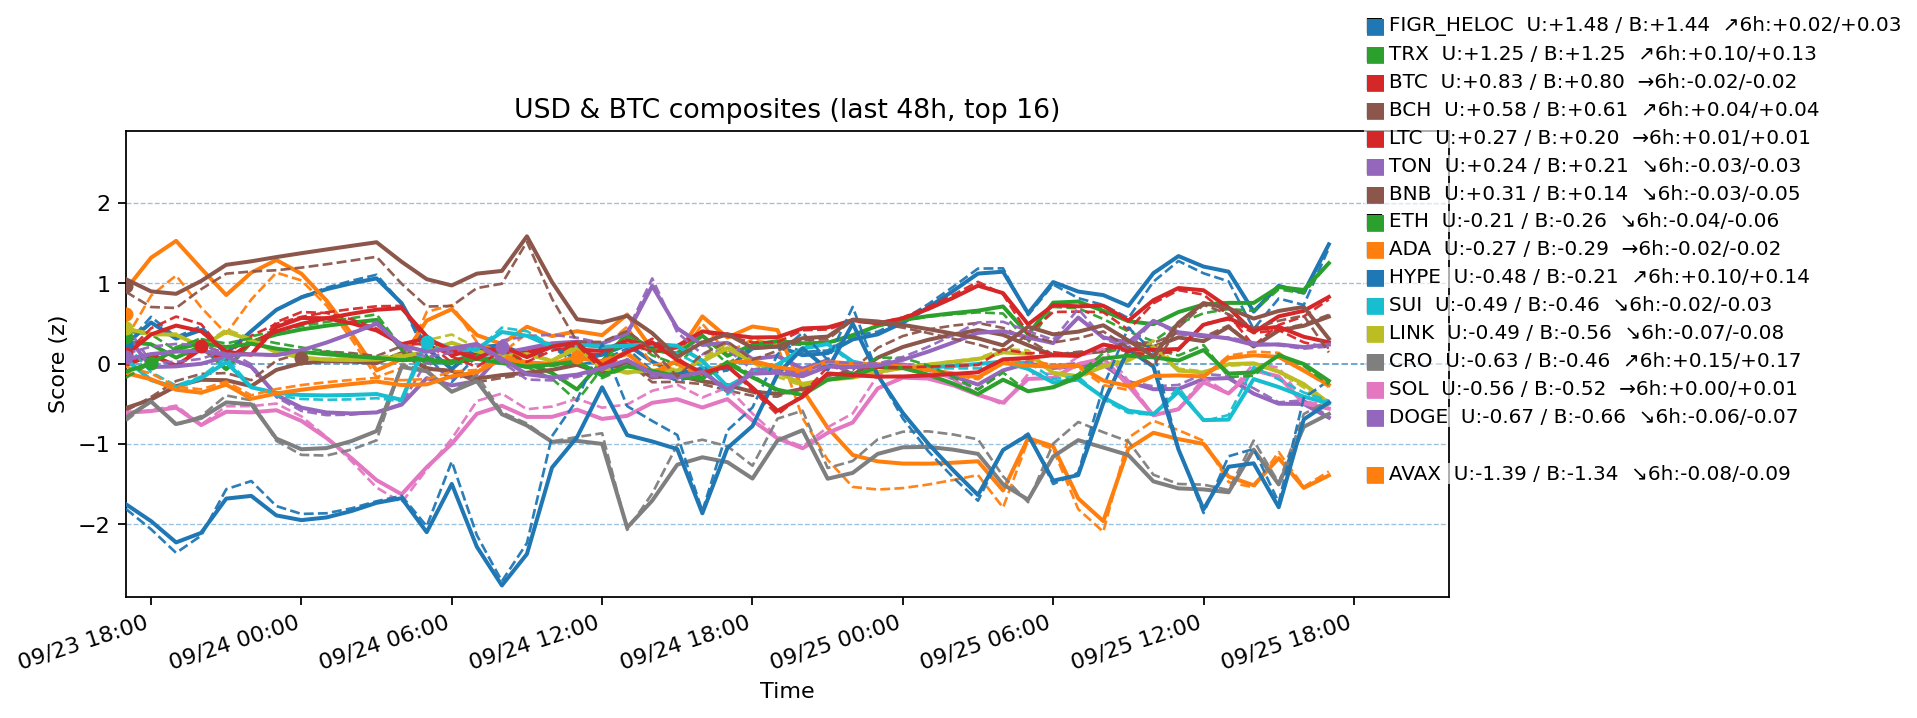 USD & BTC composites (last 48h, top 16)
FIGR_HELOC U:+1.48 / B:+1.44 ↗6h:+0.02/+0.03
TRX U:+1.25 / B:+1.25 ↗6h:+0.10/+0.13
BTC U:+0.83 / B:+0.80 →6h:-0.02/-0.02
BCH U:+0.58 / B:+0.61 ↗6h:+0.04/+0.04
LTC U:+0.27 / B:+0.20 →6h:+0.01/+0.01
TON U:+0.24 / B:+0.21 ↘6h:-0.03/-0.03
BNB U:+0.31 / B:+0.14 ↘6h:-0.03/-0.05
ETH U:-0.21 / B:-0.26 ↘6h:-0.04/-0.06
ADA U:-0.27 / B:-0.29 →6h:-0.02/-0.02
HYPE U:-0.48 / B:-0.21 ↗6h:+0.10/+0.14
SUI U:-0.49 / B:-0.46 ↘6h:-0.02/-0.03
LINK U:-0.49 / B:-0.56 ↘6h:-0.07/-0.08
CRO U:-0.63 / B:-0.46 ↗6h:+0.15/+0.17
SOL U:-0.56 / B:-0.52 →6h:+0.00/+0.01
DOGE U:-0.67 / B:-0.66 ↘6h:-0.06/-0.07
AVAX U:-1.39 / B:-1.34 ↘6h:-0.08/-0.09
Score (z)
2
1
0
−1
−2
09/23 18:00
09/24 00:00
09/24 06:00
09/24 12:00
09/24 18:00
09/25 00:00
09/25 06:00
09/25 12:00
09/25 18:00
Time